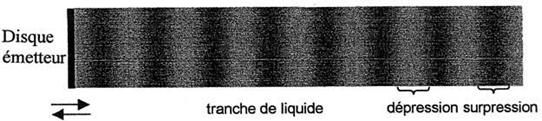 Disque
émetteur
tranche de liquide
dépression surpression